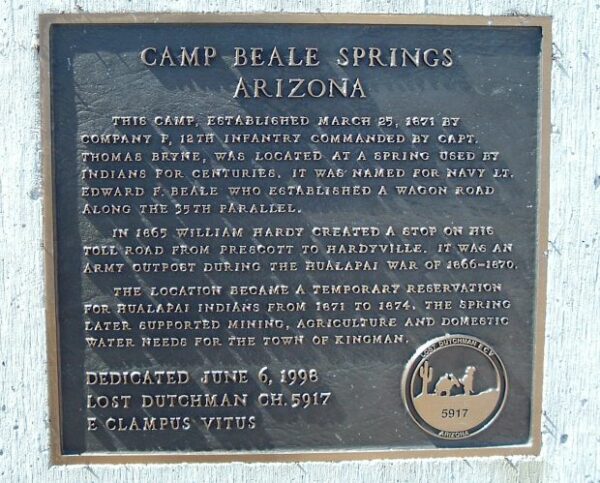 CAMP BEALE SPRINGS
ARIZONA
THIS CAMP, ESTABLISHED MARCH 25, 1871 BY
COMPANY F, 12TH INFANTRY COMMANDED BY CAPT.
THOMAS BRYNE, WAS LOCATED AT A SPRING USED BY
INDIANS FOR CENTURIES. IT WAS NAMED FOR NAVY LT.
EDWARD F. BEALE WHO ESTABLISHED A WAGON ROAD
ALONG THE 35TH PARALLEL.
IN 1865 WILLIAM HARDY CREATED A STOP ON HIS
TOLL ROAD FROM PRESCOTT TO HARDYVILLE. IT WAS AN
ARMY OUTPOST DURING THE HUALAPAI WAR OF 1866-1870.
THE LOCATION BECAME A TEMPORARY RESERVATION
FOR HUALAPAI INDIANS FROM 1871 TO 1874. THE SPRING
LATER SUPPORTED MINING, AGRICULTURE AND DOMESTIC
WATER NEEDS FOR THE TOWN OF KINGMAN.
DEDICATED JUNE 6, 1998
LOST DUTCHMAN CH. 5917
E CLAMPUS VITUS
LOST DUTCHMAN ECV
5917
ARIZONA